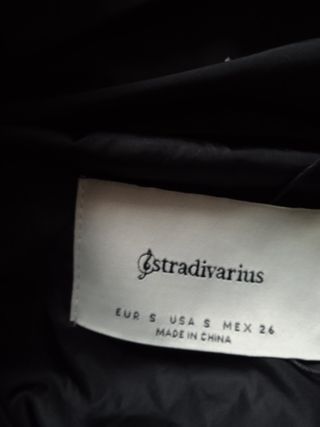 stradivarius
EUR S USA S MEX 26
MADE IN CHINA